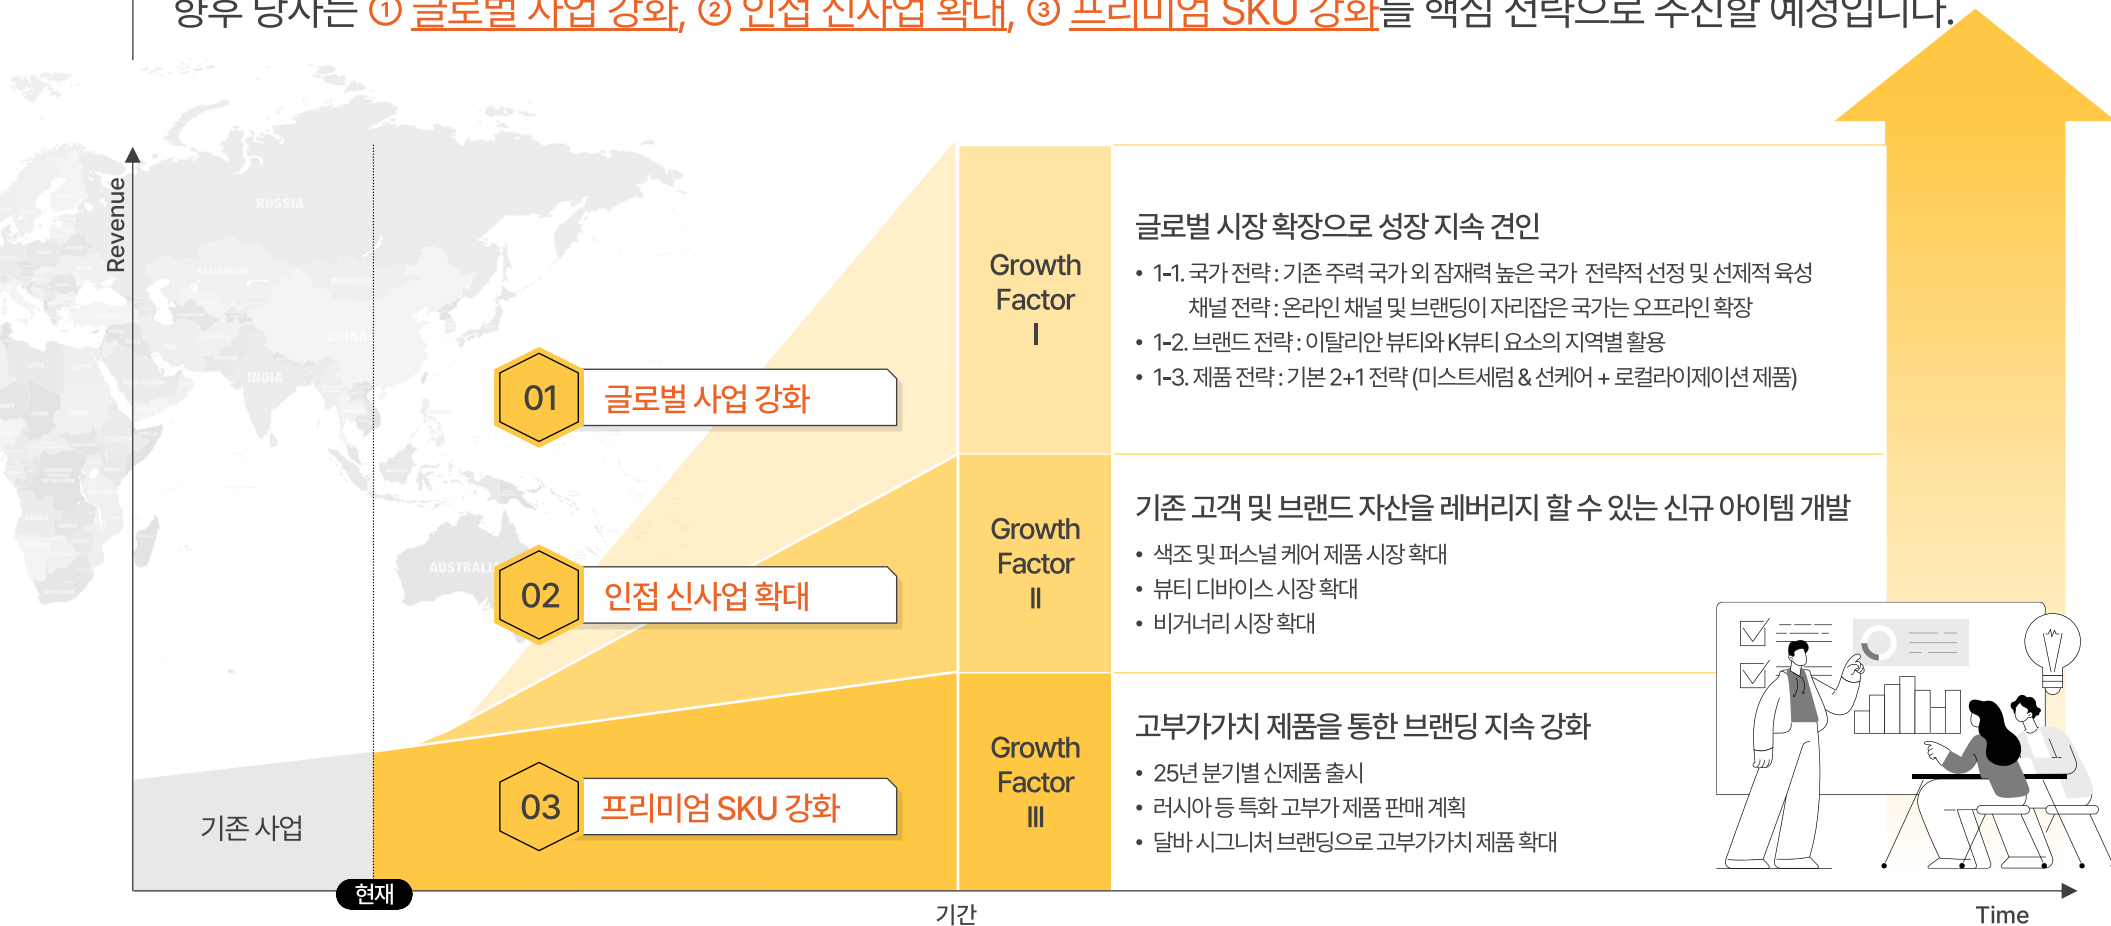 향후 당사는 ① 글로벌 사업 강화, ② 인접 신사업 확대, ③ 프리미엄 SKU 강화를 핵심 전략으로 추진할 예정입니다.
Revenue
RUSSIA
KAZAKHSTAN
MONGOLIA
CHINA
INDIA
AUSTRALI
01
글로벌 사업 강화
02
인접 신사업 확대
03
프리미엄 SKU 강화
기존 사업
현재
기간
Time
Growth
Factor
I
글로벌 시장 확장으로 성장 지속 견인
• 1-1. 국가 전략 : 기존 주력 국가 외 잠재력 높은 국가 전략적 선정 및 선제적 육성
채널 전략 : 온라인 채널 및 브랜딩이 자리잡은 국가는 오프라인 확장
• 1-2. 브랜드 전략 : 이탈리안 뷰티와 K뷰티 요소의 지역별 활용
• 1-3. 제품 전략 : 기본 2+1 전략 (미스트세럼 & 선케어 + 로컬라이제이션 제품)
Growth
Factor
II
기존 고객 및 브랜드 자산을 레버리지 할 수 있는 신규 아이템 개발
• 색조 및 퍼스널 케어 제품 시장 확대
• 뷰티 디바이스 시장 확대
• 비거너리 시장 확대
Growth
Factor
III
고부가가치 제품을 통한 브랜딩 지속 강화
• 25년 분기별 신제품 출시
• 러시아 등 특화 고부가 제품 판매 계획
• 달바 시그니처 브랜딩으로 고부가가치 제품 확대